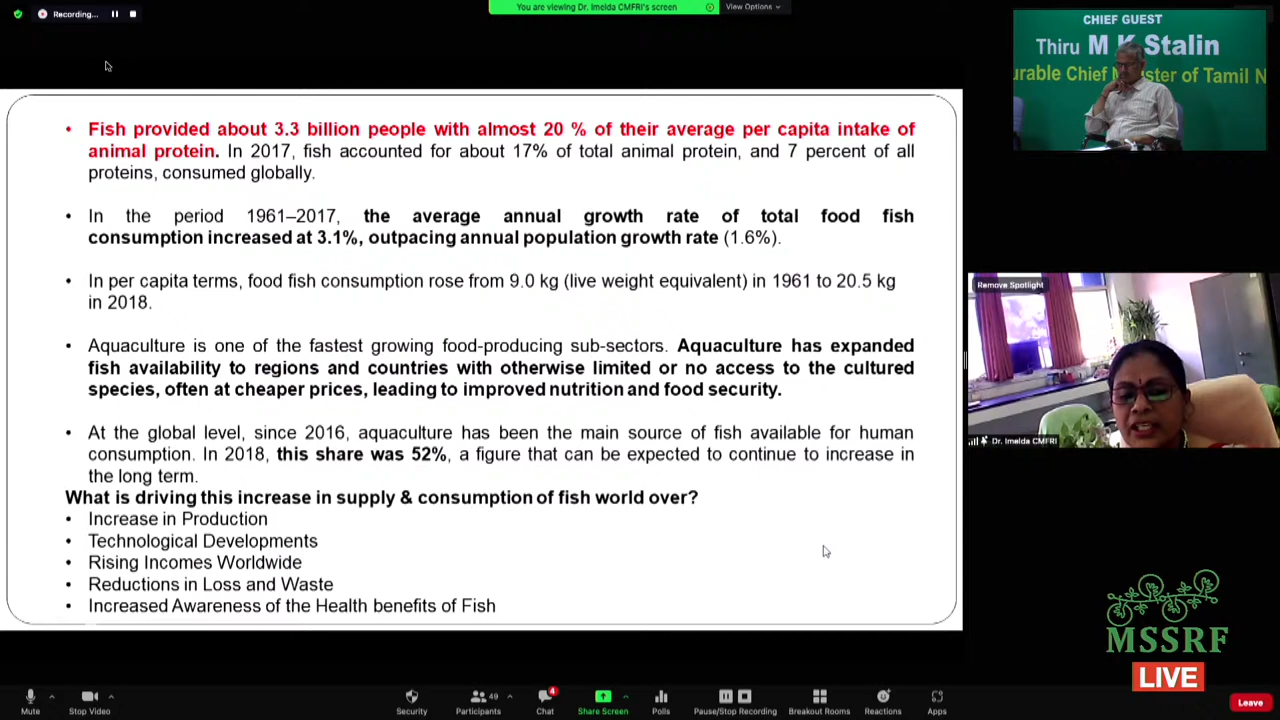 Recording...
You are viewing Dr. Imelda CMFRI's screen
View Options
CHIEF GUEST
Thiru M K Stalin
urable Chief Minister of Tamil N
• Fish provided about 3.3 billion people with almost 20 % of their average per capita intake of
animal protein. In 2017, fish accounted for about 17% of total animal protein, and 7 percent of all
proteins, consumed globally.
• In the period 1961–2017, the average annual growth rate of total food fish
consumption increased at 3.1%, outpacing annual population growth rate (1.6%).
• In per capita terms, food fish consumption rose from 9.0 kg (live weight equivalent) in 1961 to 20.5 kg
in 2018.
• Aquaculture is one of the fastest growing food-producing sub-sectors. Aquaculture has expanded
fish availability to regions and countries with otherwise limited or no access to the cultured
species, often at cheaper prices, leading to improved nutrition and food security.
• At the global level, since 2016, aquaculture has been the main source of fish available for human
consumption. In 2018, this share was 52%, a figure that can be expected to continue to increase in
the long term.
What is driving this increase in supply & consumption of fish world over?
• Increase in Production
• Technological Developments
• Rising Incomes Worldwide
• Reductions in Loss and Waste
• Increased Awareness of the Health benefits of Fish
Remove Spotlight
Dr. Imelda CMFRI
MSSRF
LIVE
Mute
Stop Video
Security
Participants
49
Chat
4
Share Screen
Polls
Pause/Stop Recording
Breakout Rooms
Reactions
Apps
Leave